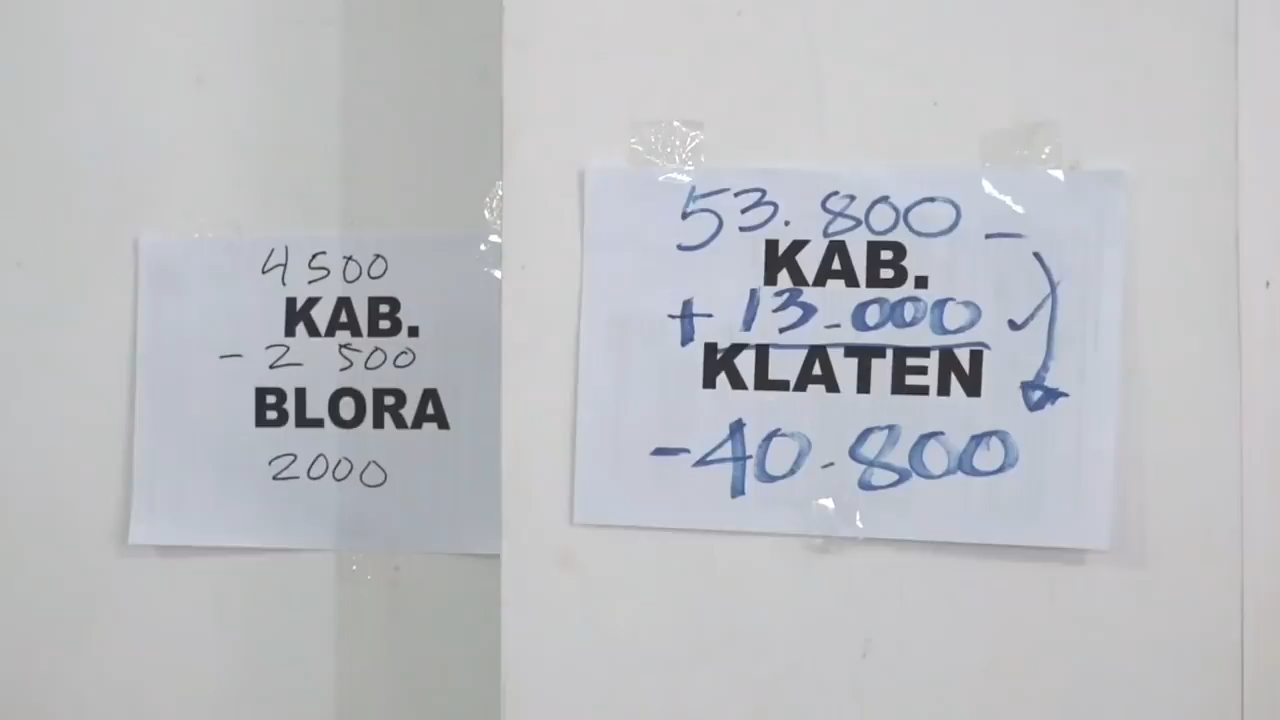 4500
KAB.
- 2 500
BLORA
2000
53.800 -
KAB.
+ 13.000
KLATEN
-40.800